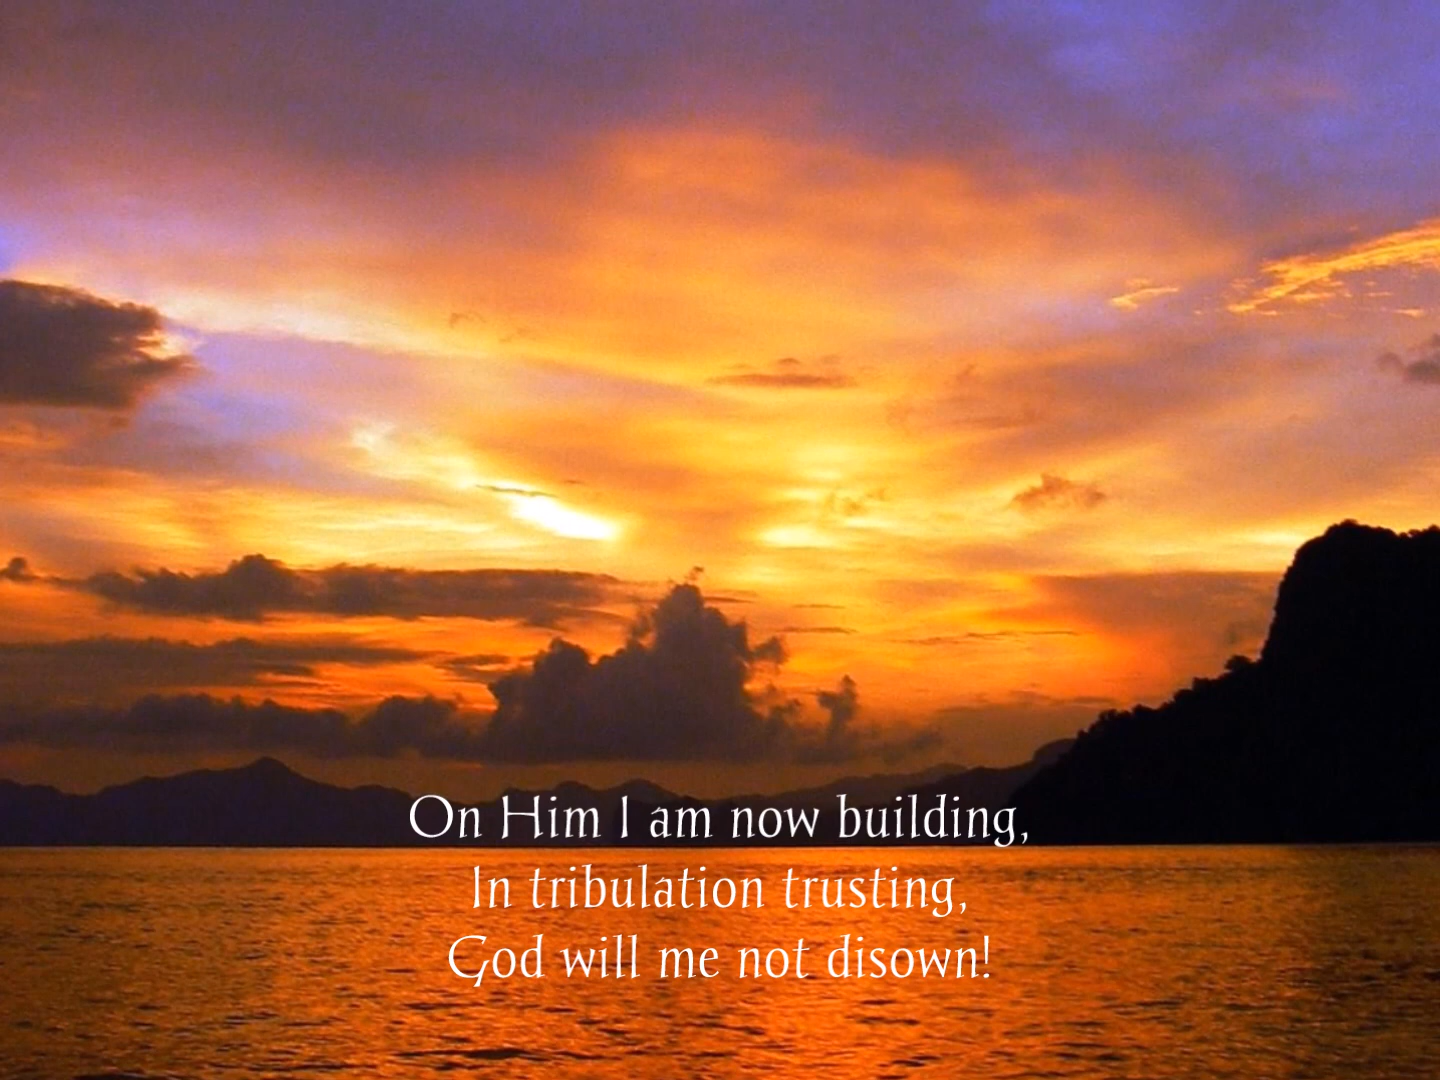 On Him I am now building,
In tribulation trusting,
God will me not disown!